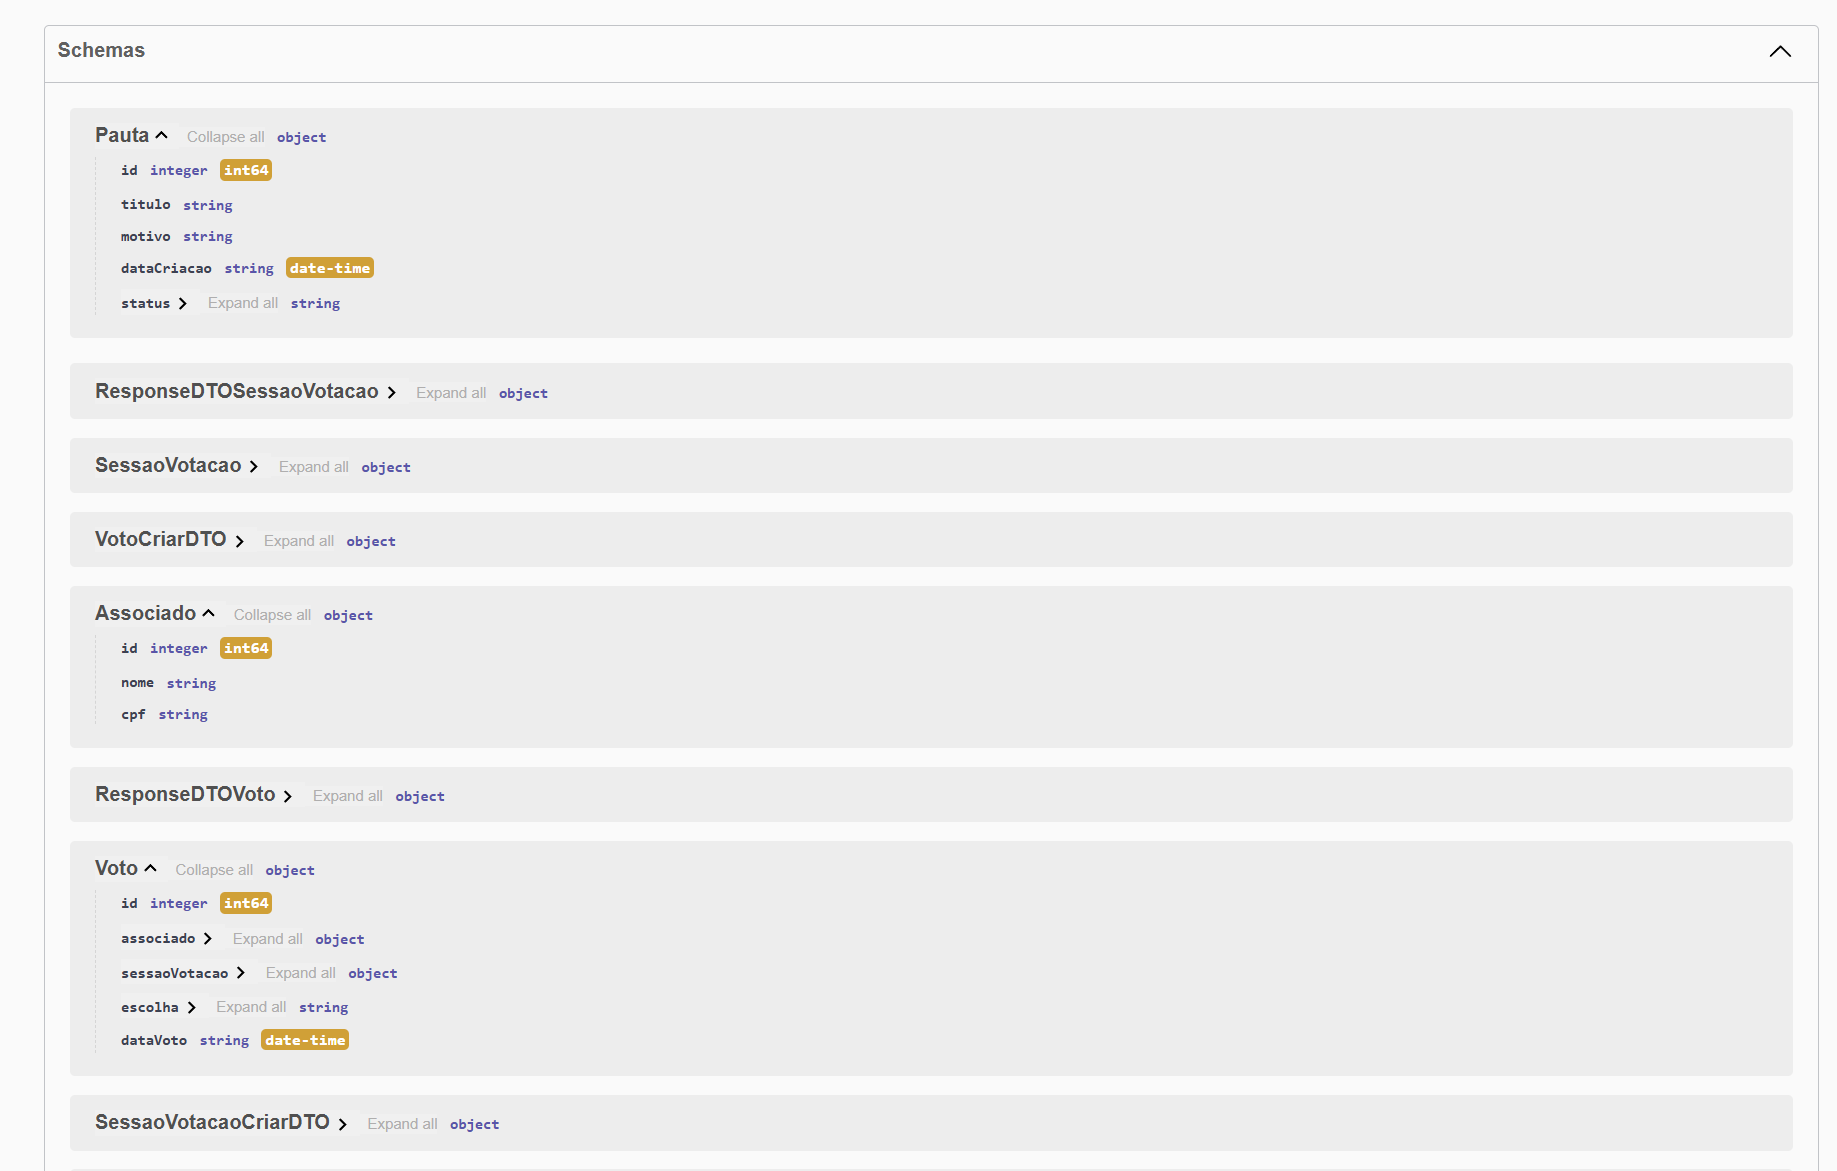 Schemas
Pauta Collapse all object
id integer int64
titulo string
motivo string
dataCriacao string date-time
status Expand all string
ResponseDTOSessaoVotacao Expand all object
SessaoVotacao Expand all object
VotoCriarDTO Expand all object
Associado Collapse all object
id integer int64
nome string
cpf string
ResponseDTOVoto Expand all object
Voto Collapse all object
id integer int64
associado Expand all object
sessaoVotacao Expand all object
escolha Expand all string
dataVoto string date-time
SessaoVotacaoCriarDTO Expand all object